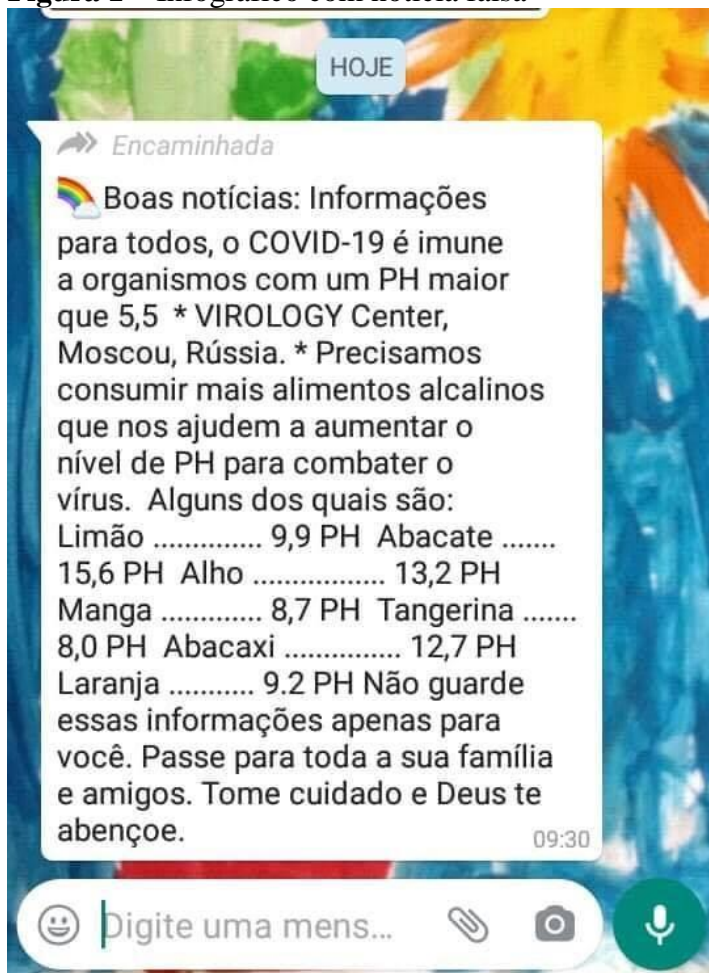 HOJE
Encaminhada
Boas notícias: Informações
para todos, o COVID-19 é imune
a organismos com um PH maior
que 5,5 * VIROLOGY Center,
Moscou, Rússia. * Precisamos
consumir mais alimentos alcalinos
que nos ajudem a aumentar o
nível de PH para combater o
vírus. Alguns dos quais são:
Limão .............. 9,9 PH Abacate .......
15,6 PH Alho ................. 13,2 PH
Manga ............. 8,7 PH Tangerina .......
8,0 PH Abacaxi ............... 12,7 PH
Laranja ........... 9.2 PH Não guarde
essas informações apenas para
você. Passe para toda a sua família
e amigos. Tome cuidado e Deus te
abençoe.
09:30
Digite uma mens...